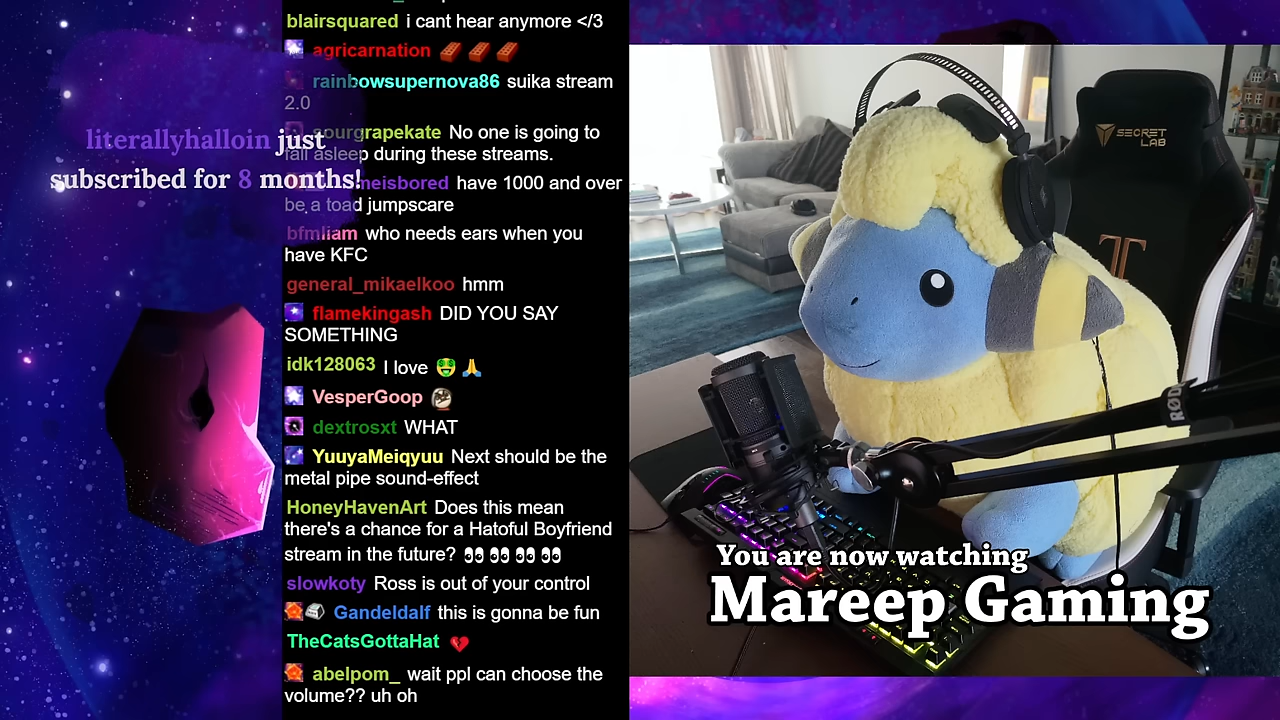 blairsquared i cant hear anymore </3
agricarnation
rainbowsupernova86 suika stream
2.0
literallyhalloin just
subscribed for 8 months!
sourgrapekate No one is going to
fall asleep during these streams.
neisbored have 1000 and over
be a toad jumpscare
bfmliam who needs ears when you
have KFC
general_mikaelkoo hmm
flamekingash DID YOU SAY
SOMETHING
idk128063 I love 🤑 🙏
VesperGoop
dextrosxt WHAT
YuuyaMeiqyuu Next should be the
metal pipe sound-effect
HoneyHavenArt Does this mean
there's a chance for a Hatoful Boyfriend
stream in the future? 👀 👀 👀 👀
slowkoty Ross is out of your control
Gandeldalf this is gonna be fun
TheCatsGottaHat 💔
abelpom_ wait ppl can choose the
volume?? uh oh
SECRET
LAB
RØDE
You are now watching
Mareep Gaming